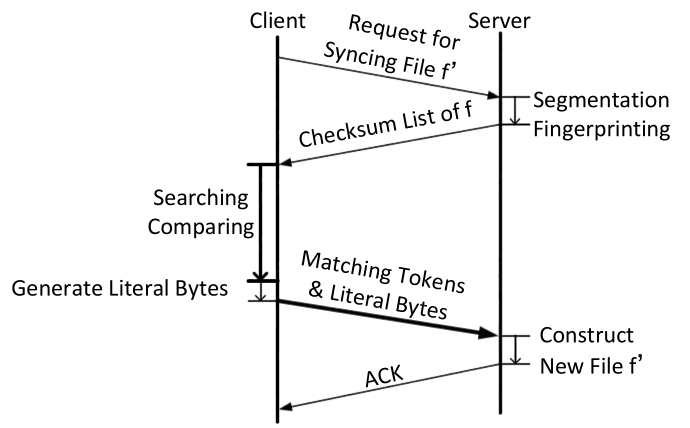 Client
Server
Request for
Syncing File f’
Segmentation
Fingerprinting
Checksum List of f
Searching
Comparing
Generate Literal Bytes
Matching Tokens
& Literal Bytes
Construct
New File f’
ACK